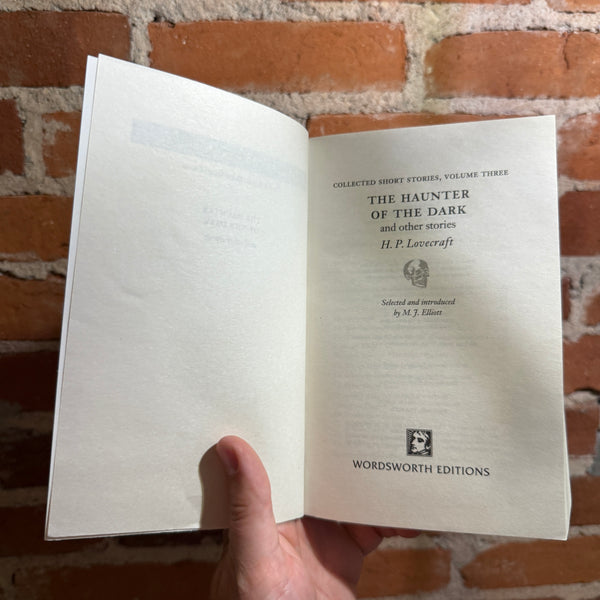 COLLECTED SHORT STORIES, VOLUME THREE
THE HAUNTER
OF THE DARK
and other stories
H. P. Lovecraft
Selected and introduced
by M. J. Elliott
WORDSWORTH EDITIONS